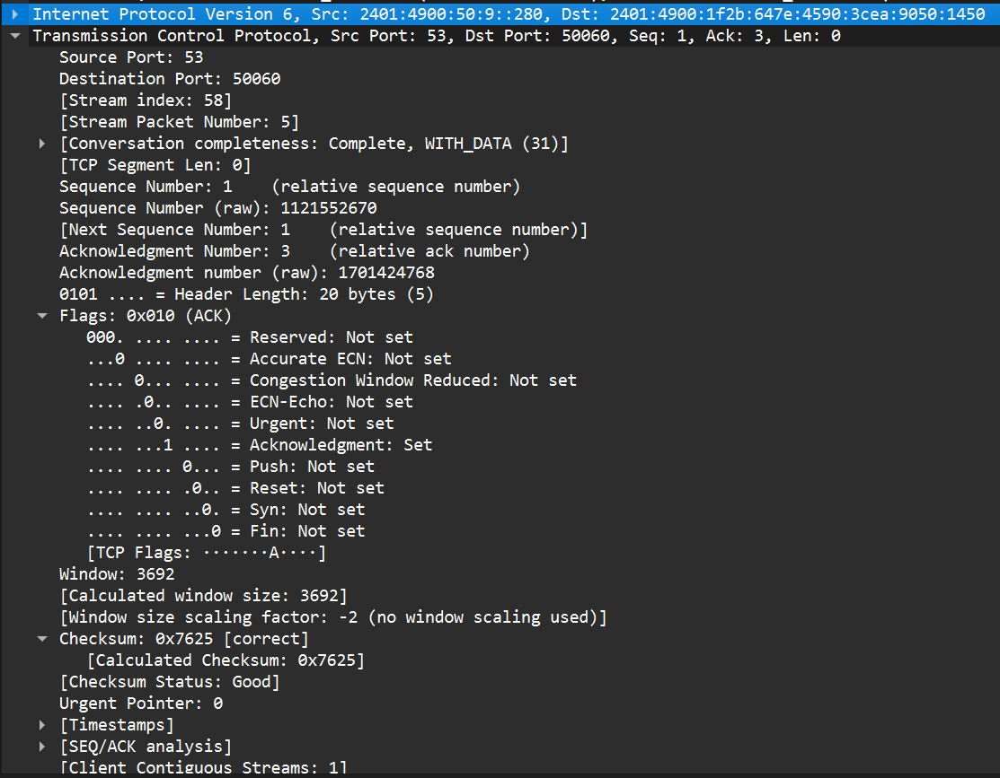 Internet Protocol Version 6, Src: 2401:4900:50:9::280, Dst: 2401:4900:1f2b:647e:4590:3cea:9050:1450
Transmission Control Protocol, Src Port: 53, Dst Port: 50060, Seq: 1, Ack: 3, Len: 0
Source Port: 53
Destination Port: 50060
[Stream index: 58]
[Stream Packet Number: 5]
[Conversation completeness: Complete, WITH_DATA (31)]
[TCP Segment Len: 0]
Sequence Number: 1    (relative sequence number)
Sequence Number (raw): 1121552670
[Next Sequence Number: 1    (relative sequence number)]
Acknowledgment Number: 3    (relative ack number)
Acknowledgment number (raw): 1701424768
0101 .... = Header Length: 20 bytes (5)
Flags: 0x010 (ACK)
000. .... .... = Reserved: Not set
...0 .... .... = Accurate ECN: Not set
.... 0... .... = Congestion Window Reduced: Not set
.... .0.. .... = ECN-Echo: Not set
.... ..0. .... = Urgent: Not set
.... ...1 .... = Acknowledgment: Set
.... .... 0... = Push: Not set
.... .... .0.. = Reset: Not set
.... .... ..0. = Syn: Not set
.... .... ...0 = Fin: Not set
[TCP Flags: ·······A····]
Window: 3692
[Calculated window size: 3692]
[Window size scaling factor: -2 (no window scaling used)]
Checksum: 0x7625 [correct]
[Calculated Checksum: 0x7625]
[Checksum Status: Good]
Urgent Pointer: 0
[Timestamps]
[SEQ/ACK analysis]
[Client Contiguous Streams: 1]